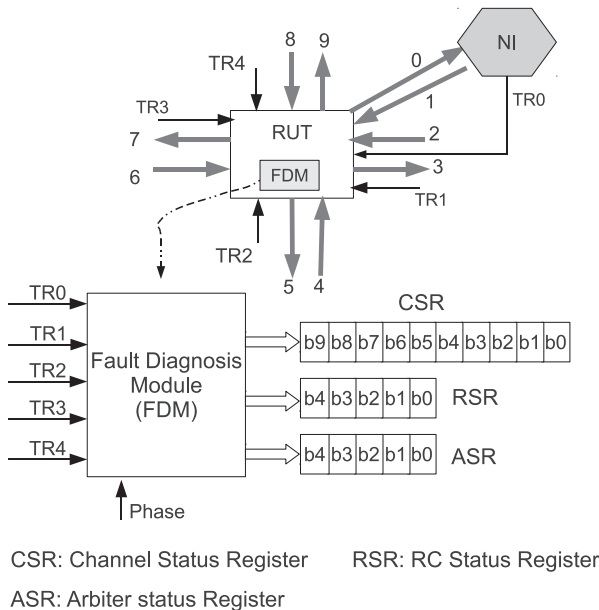 8 9
0
NI
TR4
1
TR0
TR3
RUT
7
2
6
FDM
3
TR1
TR2
5
4
CSR
TR0
TR1
TR2
TR3
TR4
Fault Diagnosis
Module
(FDM)
b9 b8 b7 b6 b5 b4 b3 b2 b1 b0
b4 b3 b2 b1 b0 RSR
b4 b3 b2 b1 b0 ASR
Phase
CSR: Channel Status Register RSR: RC Status Register
ASR: Arbiter status Register